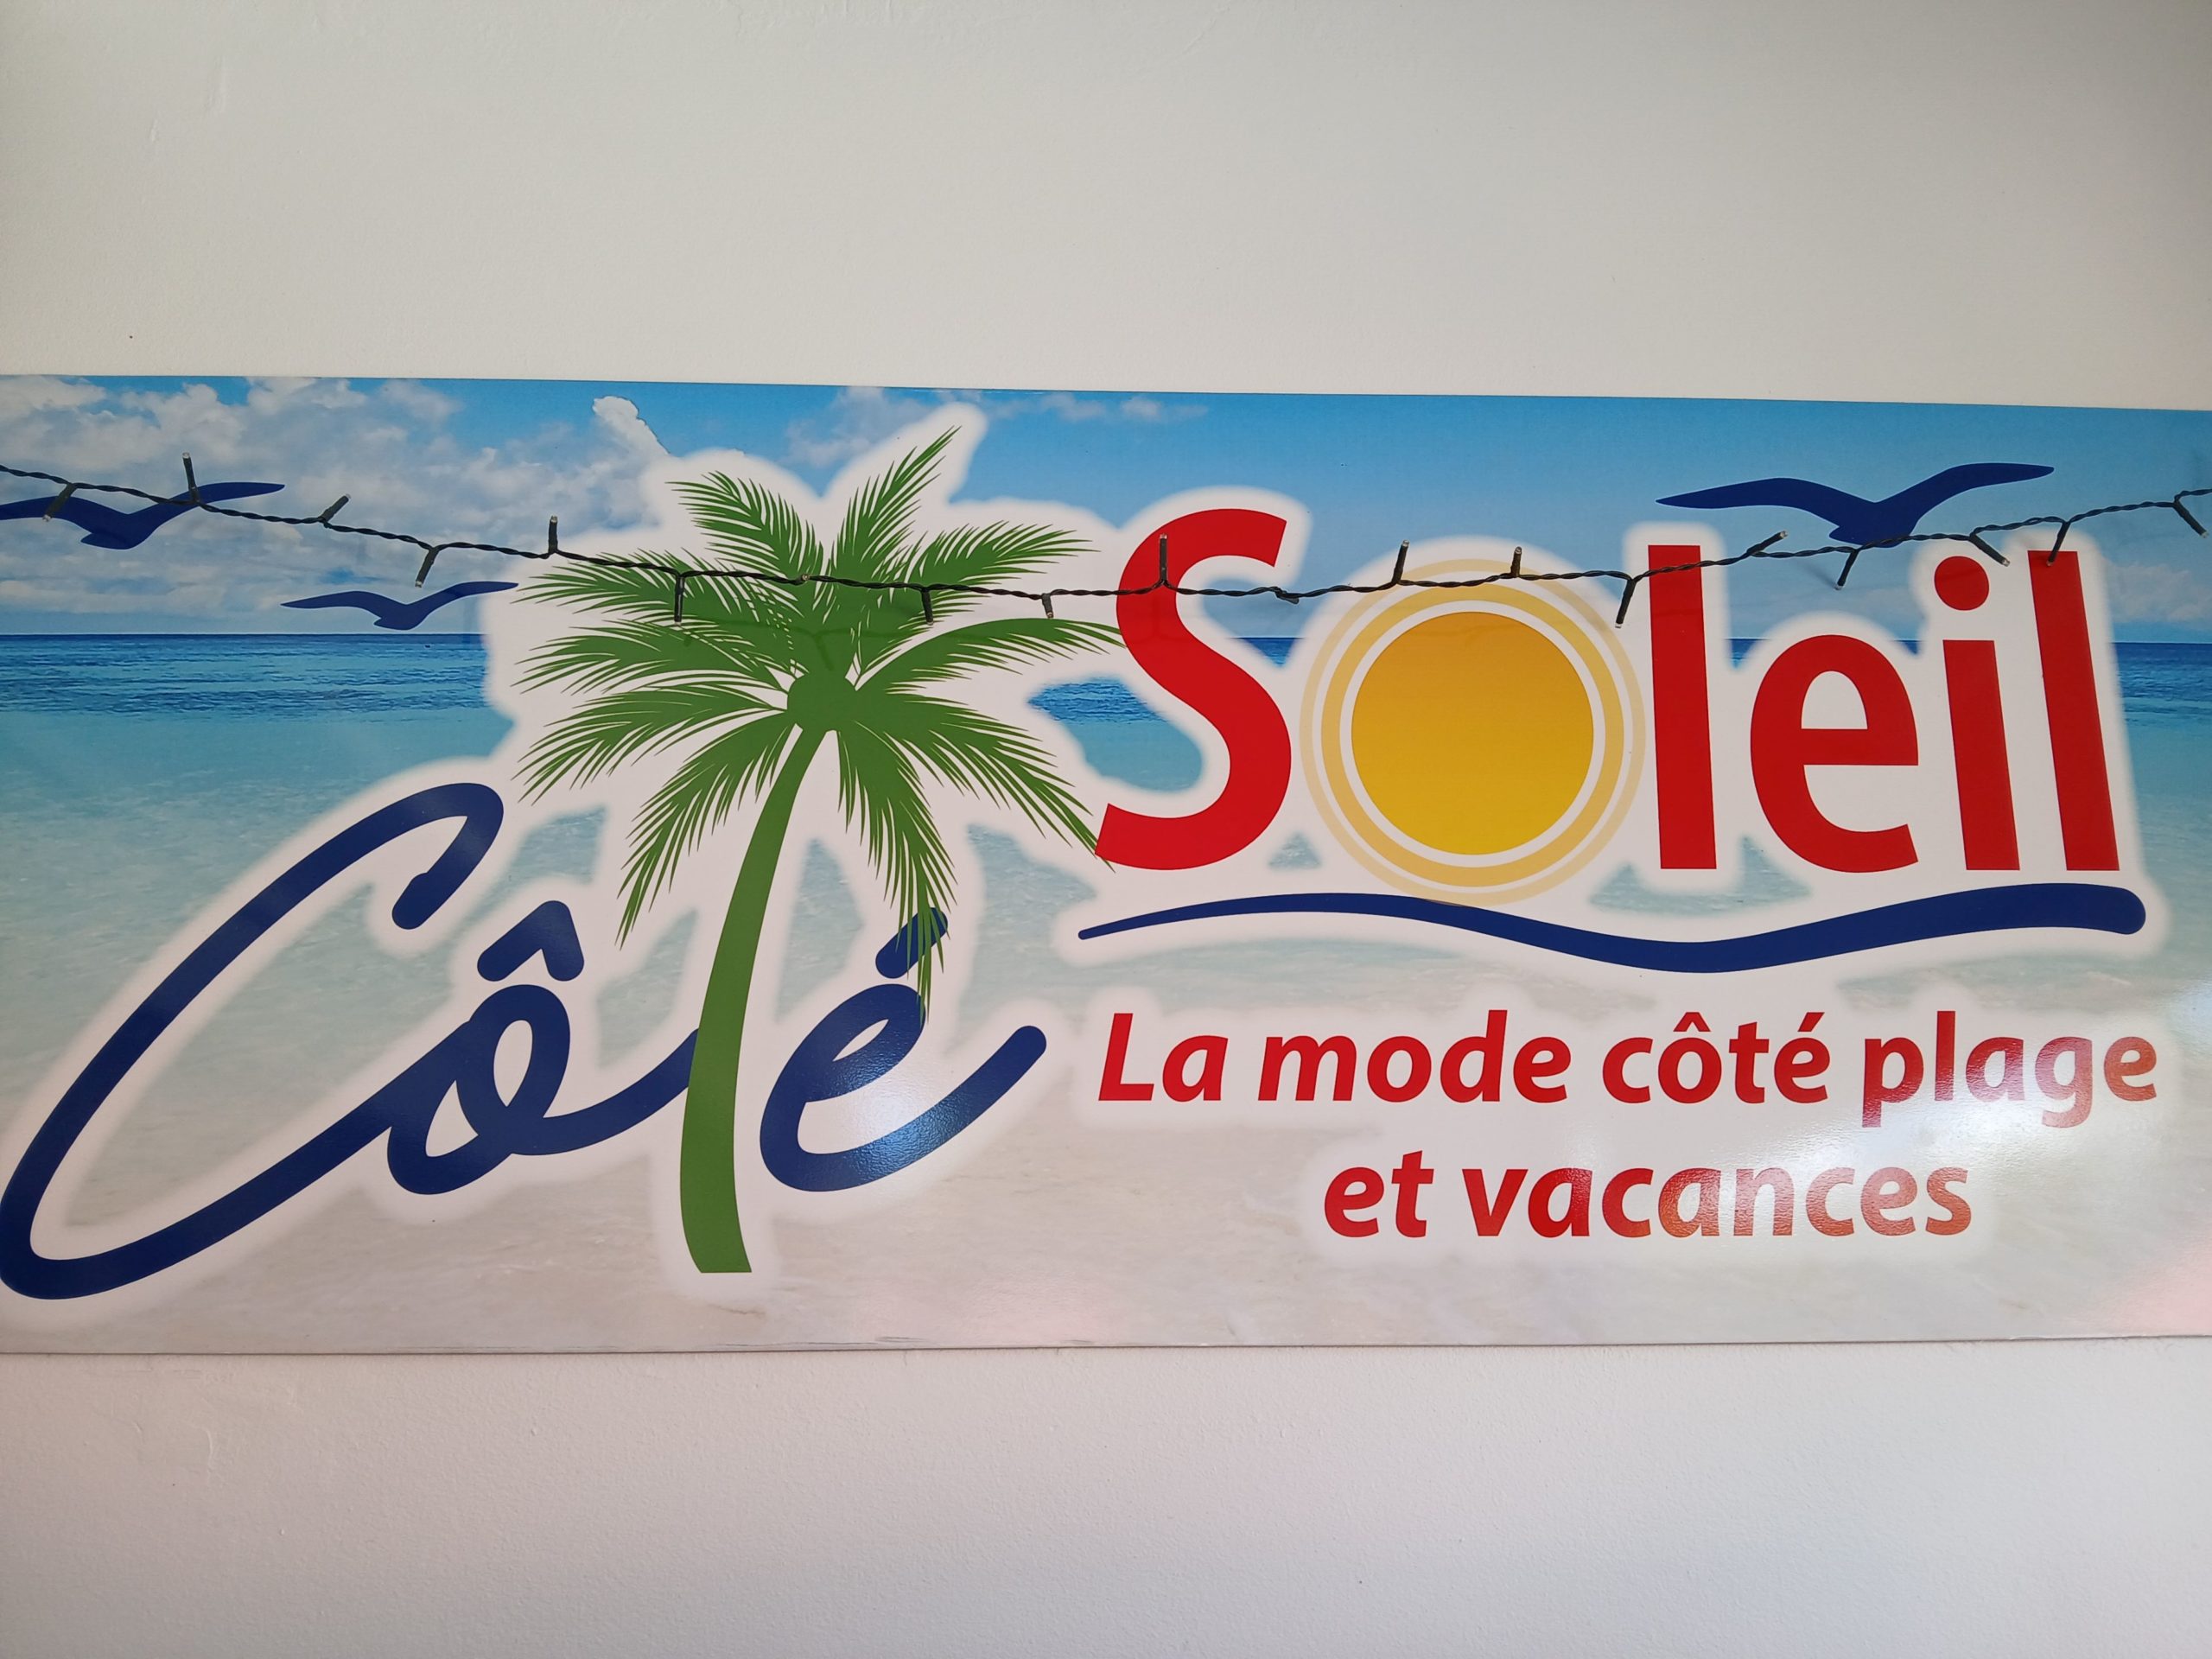 Côté Soleil
La mode côté plage
et vacances